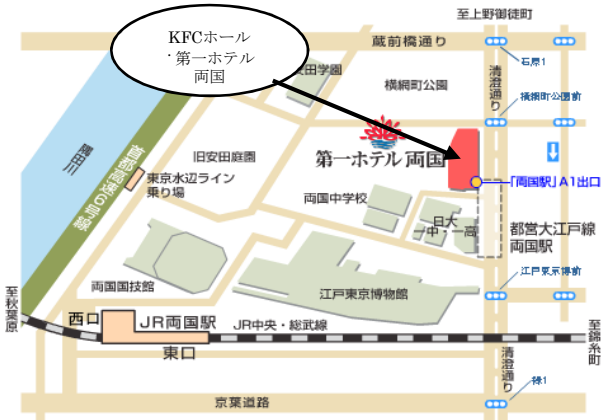 至上野御徒町
蔵前橋通り
KFCホール
・第一ホテル
両国
安田学園
横網町公園
清澄通り
石原1
横網町公園前
隅田川
首都高速6号線
旧安田庭園
第一ホテル両国
東京水辺ライン
乗り場
「両国駅」A1出口
両国中学校
日大
一中・一高
都営大江戸線
両国駅
江戸東京博前
両国国技館
江戸東京博物館
至秋葉原
西口
JR両国駅
JR中央・総武線
至錦糸町
東口
清澄通り
緑1
京葉道路